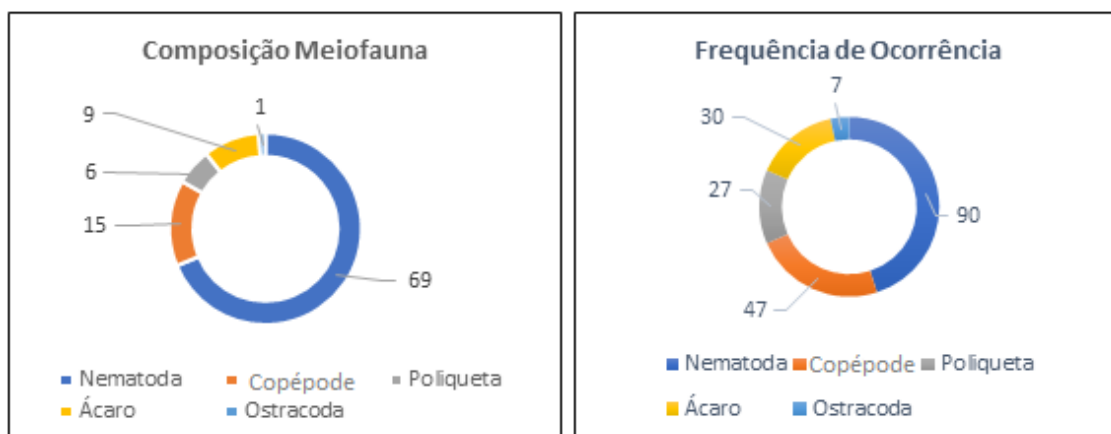 Composição Meiofauna
1
9
6
15
69
Nematoda Copépode Poliqueta
Ácaro Ostracoda
Frequência de Ocorrência
7
30
27
90
47
Nematoda Copépode Poliqueta
Ácaro Ostracoda